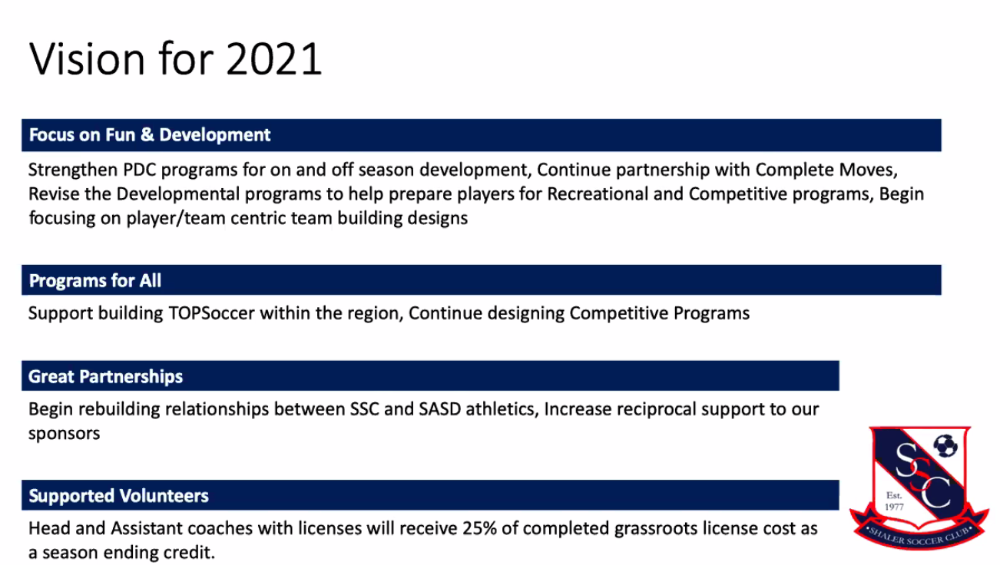 Vision for 2021
Focus on Fun & Development
Strengthen PDC programs for on and off season development, Continue partnership with Complete Moves,
Revise the Developmental programs to help prepare players for Recreational and Competitive programs, Begin
focusing on player/team centric team building designs
Programs for All
Support building TOPSoccer within the region, Continue designing Competitive Programs
Great Partnerships
Begin rebuilding relationships between SSC and SASD athletics, Increase reciprocal support to our
sponsors
Supported Volunteers
Head and Assistant coaches with licenses will receive 25% of completed grassroots license cost as
a season ending credit.
SSC
Est.
1977
•SHALER SOCCER CLUB•